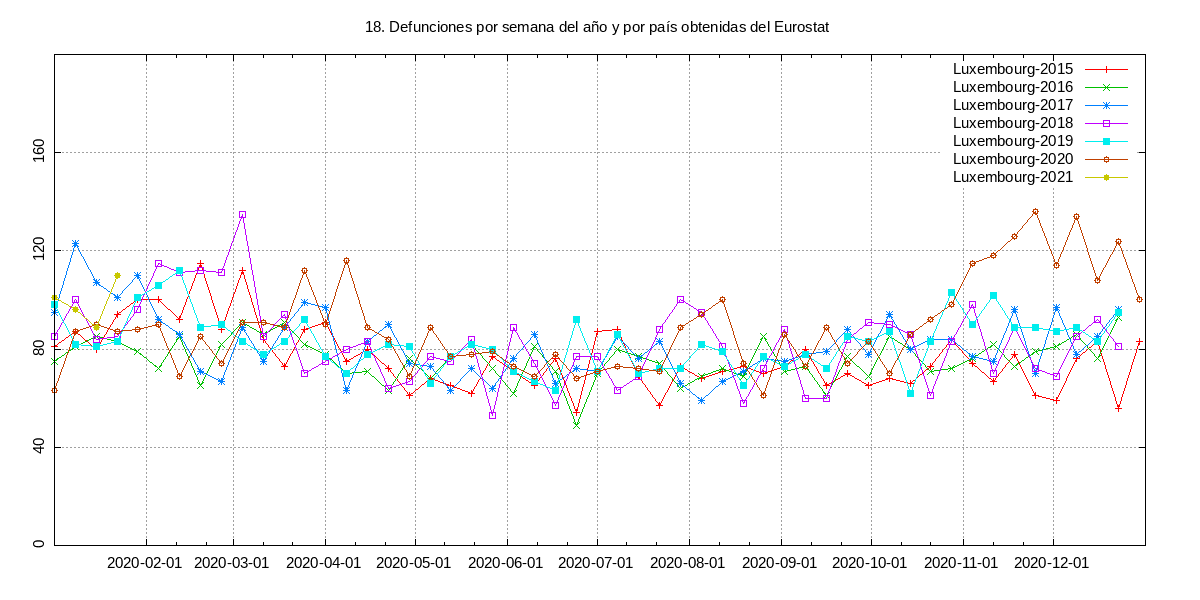 18. Defunciones por semana del año y por país obtenidas del Eurostat
Luxembourg-2015
Luxembourg-2016
Luxembourg-2017
Luxembourg-2018
Luxembourg-2019
Luxembourg-2020
Luxembourg-2021
160
120
80
40
0
2020-02-01 2020-03-01 2020-04-01 2020-05-01 2020-06-01 2020-07-01 2020-08-01 2020-09-01 2020-10-01 2020-11-01 2020-12-01